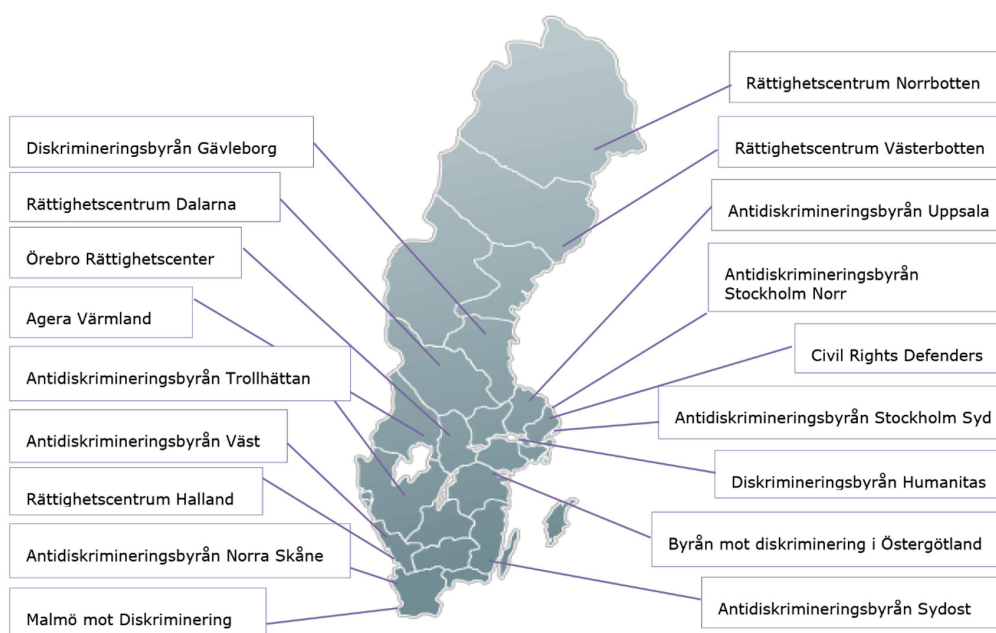 Diskrimineringsbyrån Gävleborg
Rättighetscentrum Dalarna
Örebro Rättighetscenter
Agera Värmland
Antidiskrimineringsbyrån Trollhättan
Antidiskrimineringsbyrån Väst
Rättighetscentrum Halland
Antidiskrimineringsbyrån Norra Skåne
Malmö mot Diskriminering
Rättighetscentrum Norrbotten
Rättighetscentrum Västerbotten
Antidiskrimineringsbyrån Uppsala
Antidiskrimineringsbyrån
Stockholm Norr
Civil Rights Defenders
Antidiskrimineringsbyrån Stockholm Syd
Diskrimineringsbyrån Humanitas
Byrån mot diskriminering i Östergötland
Antidiskrimineringsbyrån Sydost